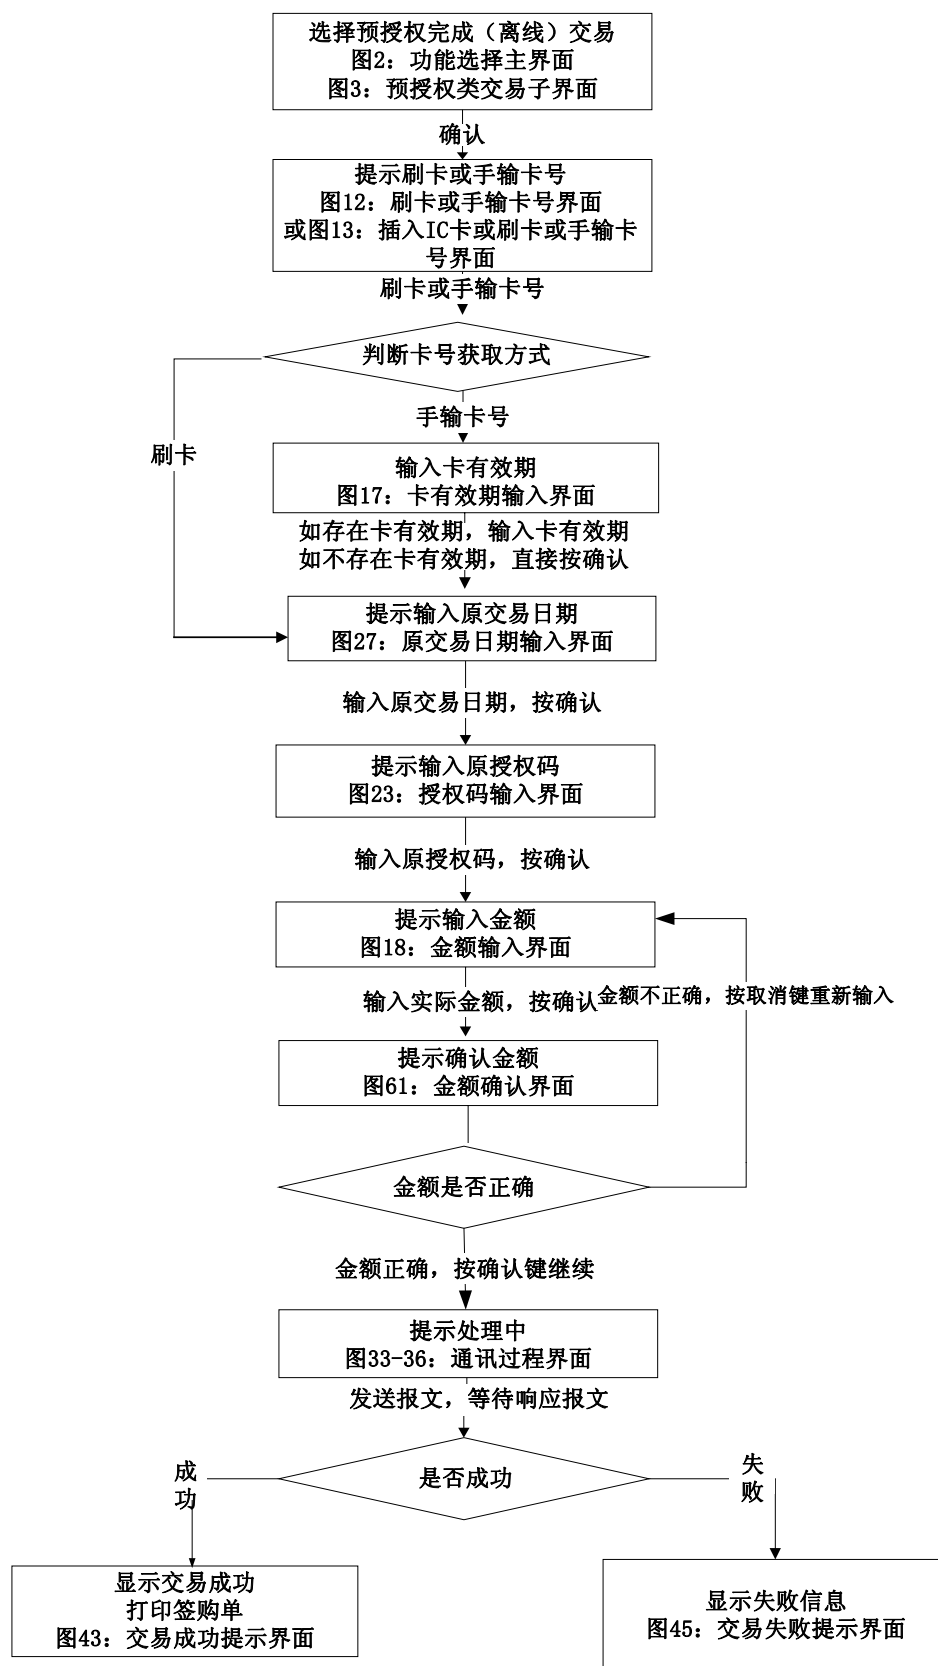 选择预授权完成（离线）交易
图2：功能选择主界面
图3：预授权类交易子界面
确认
提示刷卡或手输卡号
图12：刷卡或手输卡号界面
或图13：插入IC卡或刷卡或手输卡
号界面
刷卡或手输卡号
判断卡号获取方式
手输卡号
刷卡
输入卡有效期
图17：卡有效期输入界面
如存在卡有效期，输入卡有效期
如不存在卡有效期，直接按确认
提示输入原交易日期
图27：原交易日期输入界面
输入原交易日期，按确认
提示输入原授权码
图23：授权码输入界面
输入原授权码，按确认
提示输入金额
图18：金额输入界面
输入实际金额，按确认
金额不正确，按取消键重新输入
提示确认金额
图61：金额确认界面
金额是否正确
金额正确，按确认键继续
提示处理中
图33-36：通讯过程界面
发送报文，等待响应报文
是否成功
成
功
失
败
显示交易成功
打印签购单
图43：交易成功提示界面
显示失败信息
图45：交易失败提示界面